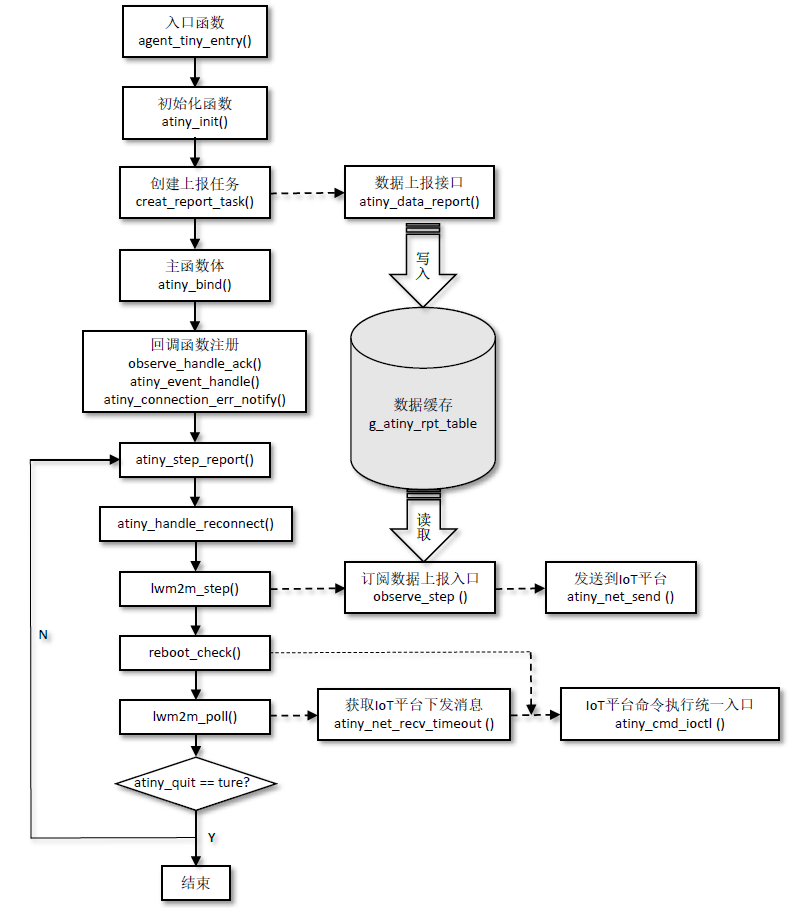 入口函数
agent_tiny_entry()
初始化函数
atiny_init()
创建上报任务
creat_report_task()
数据上报接口
atiny_data_report()
写
入
主函数体
atiny_bind()
回调函数注册
observe_handle_ack()
atiny_event_handle()
atiny_connection_err_notify()
数据缓存
g_atiny_rpt_table
atiny_step_report()
读
取
atiny_handle_reconnect()
lwm2m_step()
订阅数据上报入口
observe_step ()
发送到IoT平台
atiny_net_send ()
N
reboot_check()
lwm2m_poll()
获取IoT平台下发消息
atiny_net_recv_timeout ()
IoT平台命令执行统一入口
atiny_cmd_ioctl ()
atiny_quit == ture?
Y
结束